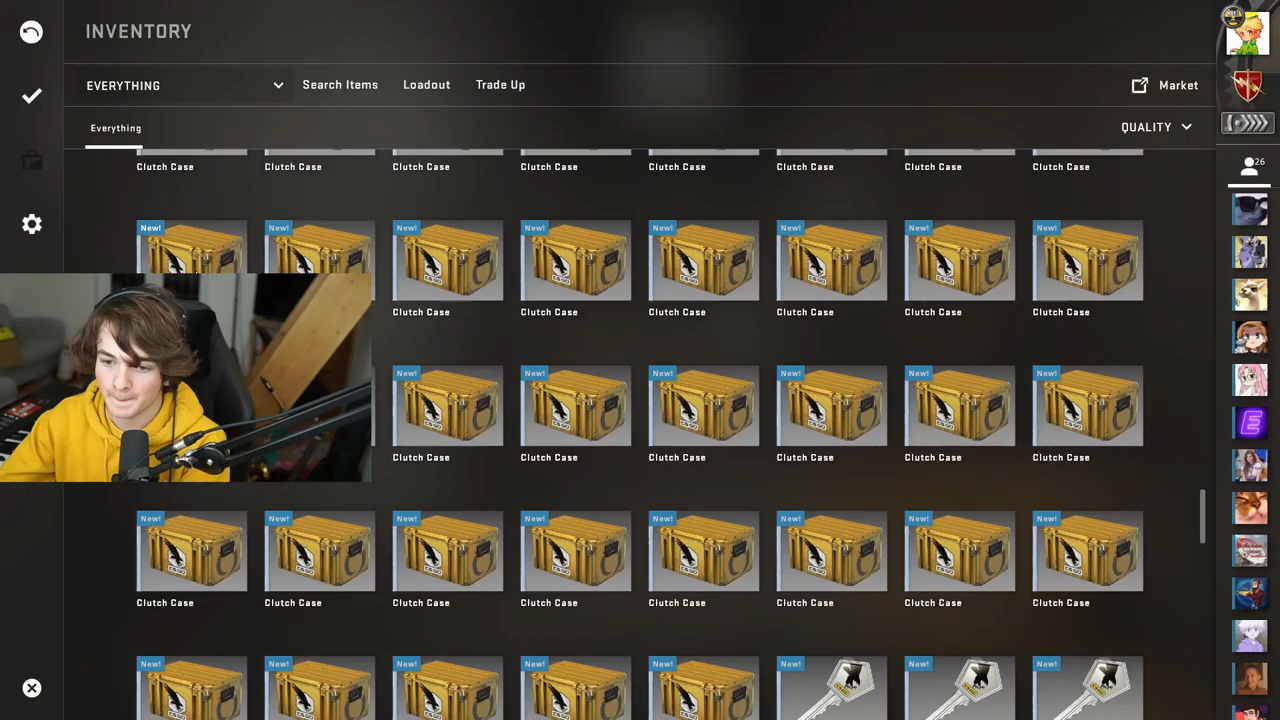 INVENTORY
EVERYTHING Search Items Loadout Trade Up Market
Everything QUALITY
26
Clutch Case Clutch Case Clutch Case Clutch Case Clutch Case Clutch Case Clutch Case Clutch Case
New! New! New! New! New! New! New! New!
Clutch Case Clutch Case Clutch Case Clutch Case Clutch Case Clutch Case
New! New! New! New! New! New!
Clutch Case Clutch Case Clutch Case Clutch Case Clutch Case Clutch Case
New! New! New! New! New! New! New! New!
Clutch Case Clutch Case Clutch Case Clutch Case Clutch Case Clutch Case Clutch Case Clutch Case
New! New! New! New! New! New! New! New!